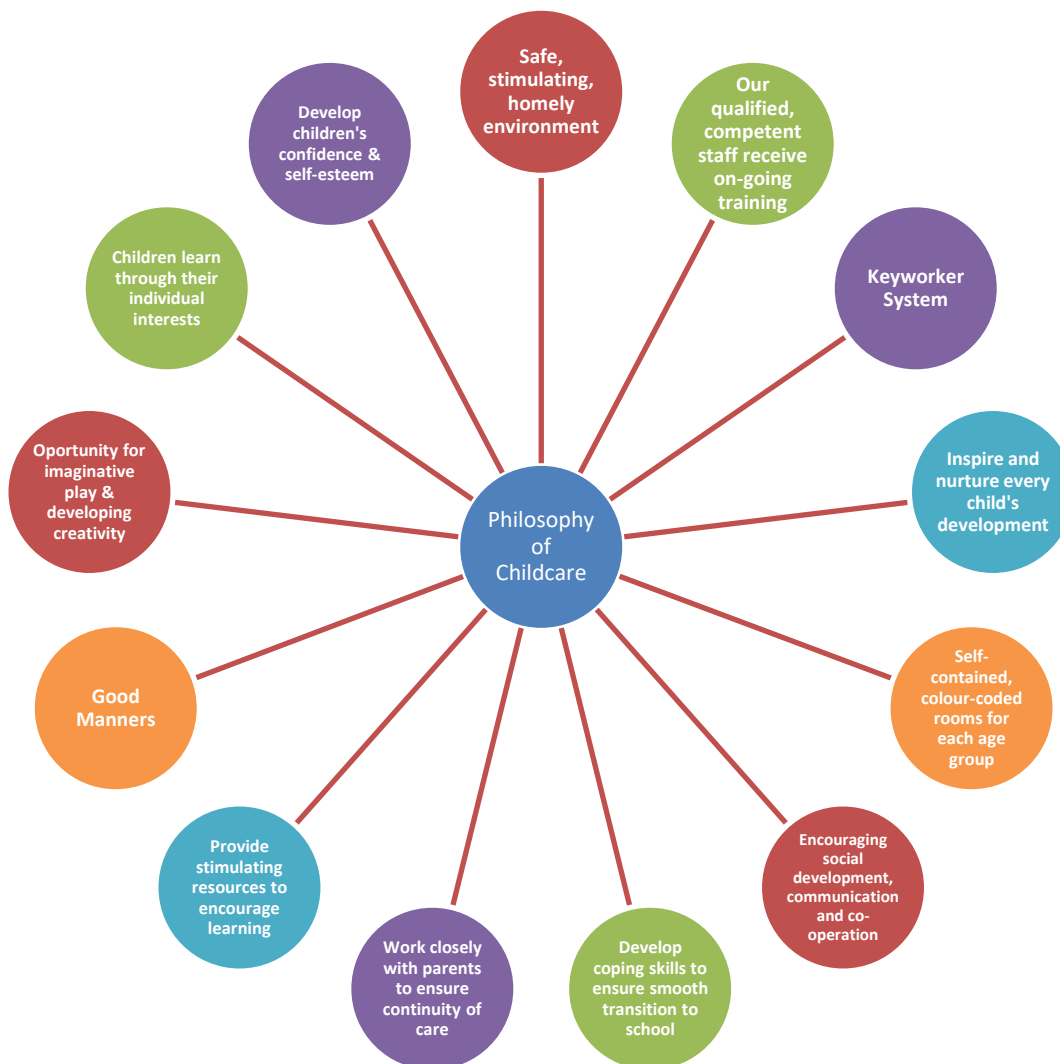 Safe,
stimulating,
homely
environment
Our
qualified,
competent
staff receive
on-going
training
Keyworker
System
Inspire and
nurture every
child's
development
Self-
contained,
colour-coded
rooms for
each age
group
Encouraging
social
development,
communication
and co-
operation
Develop
coping skills to
ensure smooth
transition to
school
Work closely
with parents
to ensure
continuity of
care
Provide
stimulating
resources to
encourage
learning
Good
Manners
Oportunity for
imaginative
play &
developing
creativity
Children learn
through their
individual
interests
Develop
children's
confidence &
self-esteem
Philosophy
of
Childcare